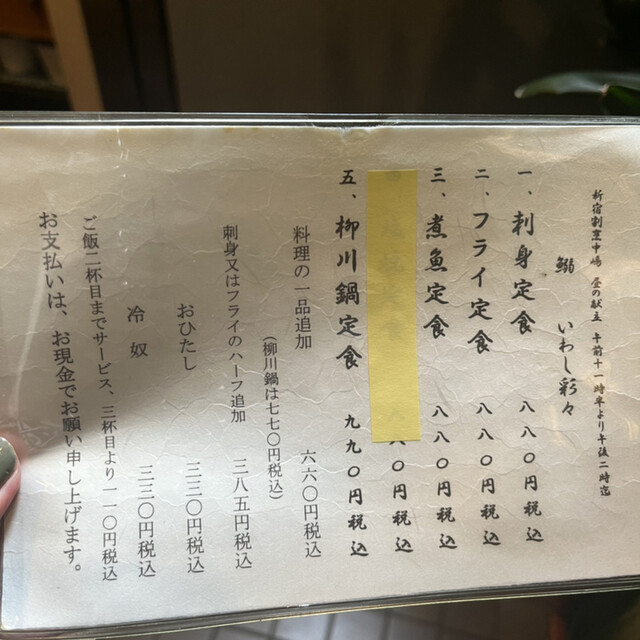 新宿割烹中嶋 昼の献立 午前十一時半より午後二時迄
鰯 いわし彩々
一、刺身定食 八八〇円税込
二、フライ定食 八八〇円税込
三、煮魚定食 八八〇円税込
八〇円税込
五、柳川鍋定食 九九〇円税込
料理の一品追加 六六〇円税込
(柳川鍋は七七〇円税込)
刺身又はフライのハーフ追加 三八五円税込
おひたし 三三〇円税込
冷奴 三三〇円税込
ご飯二杯目までサービス、三杯目より一一〇円税込
お支払いは、お現金でお願い申し上げます。